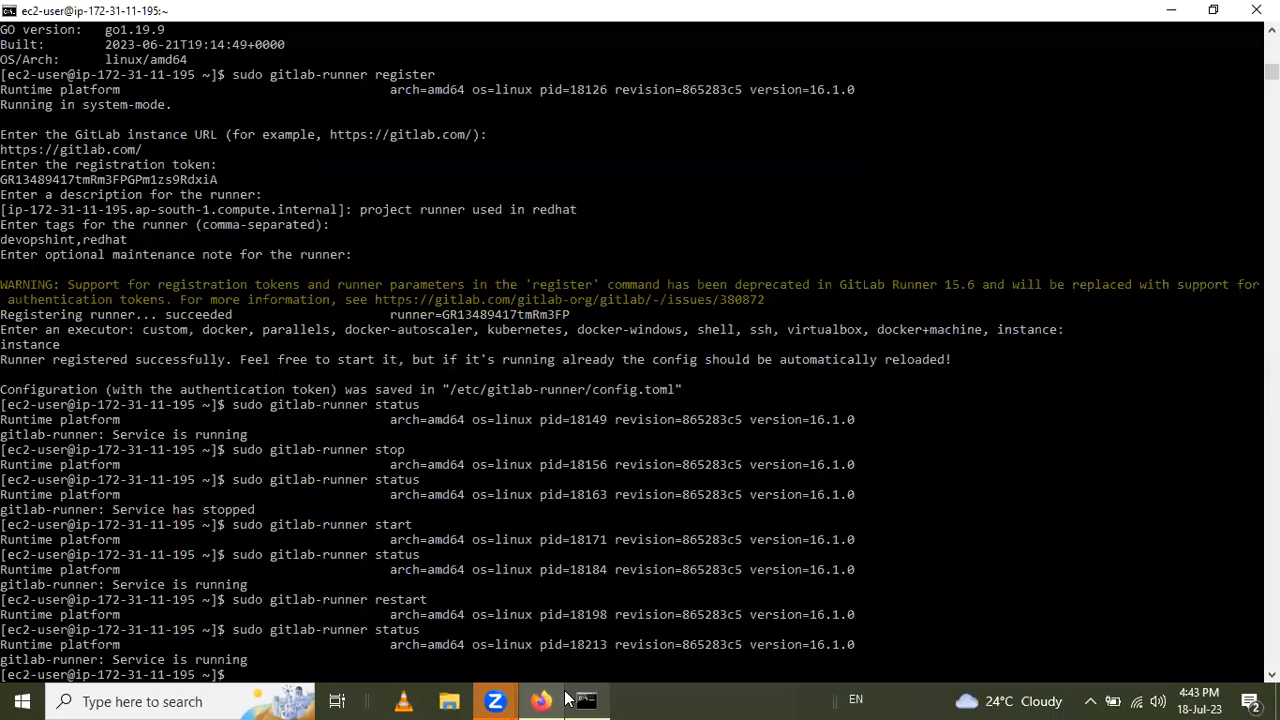 ec2-user@ip-172-31-11-195:~
GO version:   go1.19.9
Built:        2023-06-21T19:14:49+0000
OS/Arch:      linux/amd64
[ec2-user@ip-172-31-11-195 ~]$ sudo gitlab-runner register
Runtime platform                                    arch=amd64 os=linux pid=18126 revision=865283c5 version=16.1.0
Running in system-mode.
Enter the GitLab instance URL (for example, https://gitlab.com/):
https://gitlab.com/
Enter the registration token:
GR13489417tmRm3FPGPm1zs9RdxiA
Enter a description for the runner:
[ip-172-31-11-195.ap-south-1.compute.internal]: project runner used in redhat
Enter tags for the runner (comma-separated):
devopshint,redhat
Enter optional maintenance note for the runner:
WARNING: Support for registration tokens and runner parameters in the 'register' command has been deprecated in GitLab Runner 15.6 and will be replaced with support for
authentication tokens. For more information, see https://gitlab.com/gitlab-org/gitlab/-/issues/380872
Registering runner... succeeded                     runner=GR13489417tmRm3FP
Enter an executor: custom, docker, parallels, docker-autoscaler, kubernetes, docker-windows, shell, ssh, virtualbox, docker+machine, instance:
instance
Runner registered successfully. Feel free to start it, but if it's running already the config should be automatically reloaded!
Configuration (with the authentication token) was saved in "/etc/gitlab-runner/config.toml"
[ec2-user@ip-172-31-11-195 ~]$ sudo gitlab-runner status
Runtime platform                                    arch=amd64 os=linux pid=18149 revision=865283c5 version=16.1.0
gitlab-runner: Service is running
[ec2-user@ip-172-31-11-195 ~]$ sudo gitlab-runner stop
Runtime platform                                    arch=amd64 os=linux pid=18156 revision=865283c5 version=16.1.0
[ec2-user@ip-172-31-11-195 ~]$ sudo gitlab-runner status
Runtime platform                                    arch=amd64 os=linux pid=18163 revision=865283c5 version=16.1.0
gitlab-runner: Service has stopped
[ec2-user@ip-172-31-11-195 ~]$ sudo gitlab-runner start
Runtime platform                                    arch=amd64 os=linux pid=18171 revision=865283c5 version=16.1.0
[ec2-user@ip-172-31-11-195 ~]$ sudo gitlab-runner status
Runtime platform                                    arch=amd64 os=linux pid=18184 revision=865283c5 version=16.1.0
gitlab-runner: Service is running
[ec2-user@ip-172-31-11-195 ~]$ sudo gitlab-runner restart
Runtime platform                                    arch=amd64 os=linux pid=18198 revision=865283c5 version=16.1.0
[ec2-user@ip-172-31-11-195 ~]$ sudo gitlab-runner status
Runtime platform                                    arch=amd64 os=linux pid=18213 revision=865283c5 version=16.1.0
gitlab-runner: Service is running
[ec2-user@ip-172-31-11-195 ~]$
Type here to search
Z
EN
24°C Cloudy
4:43 PM
18-Jul-23
2